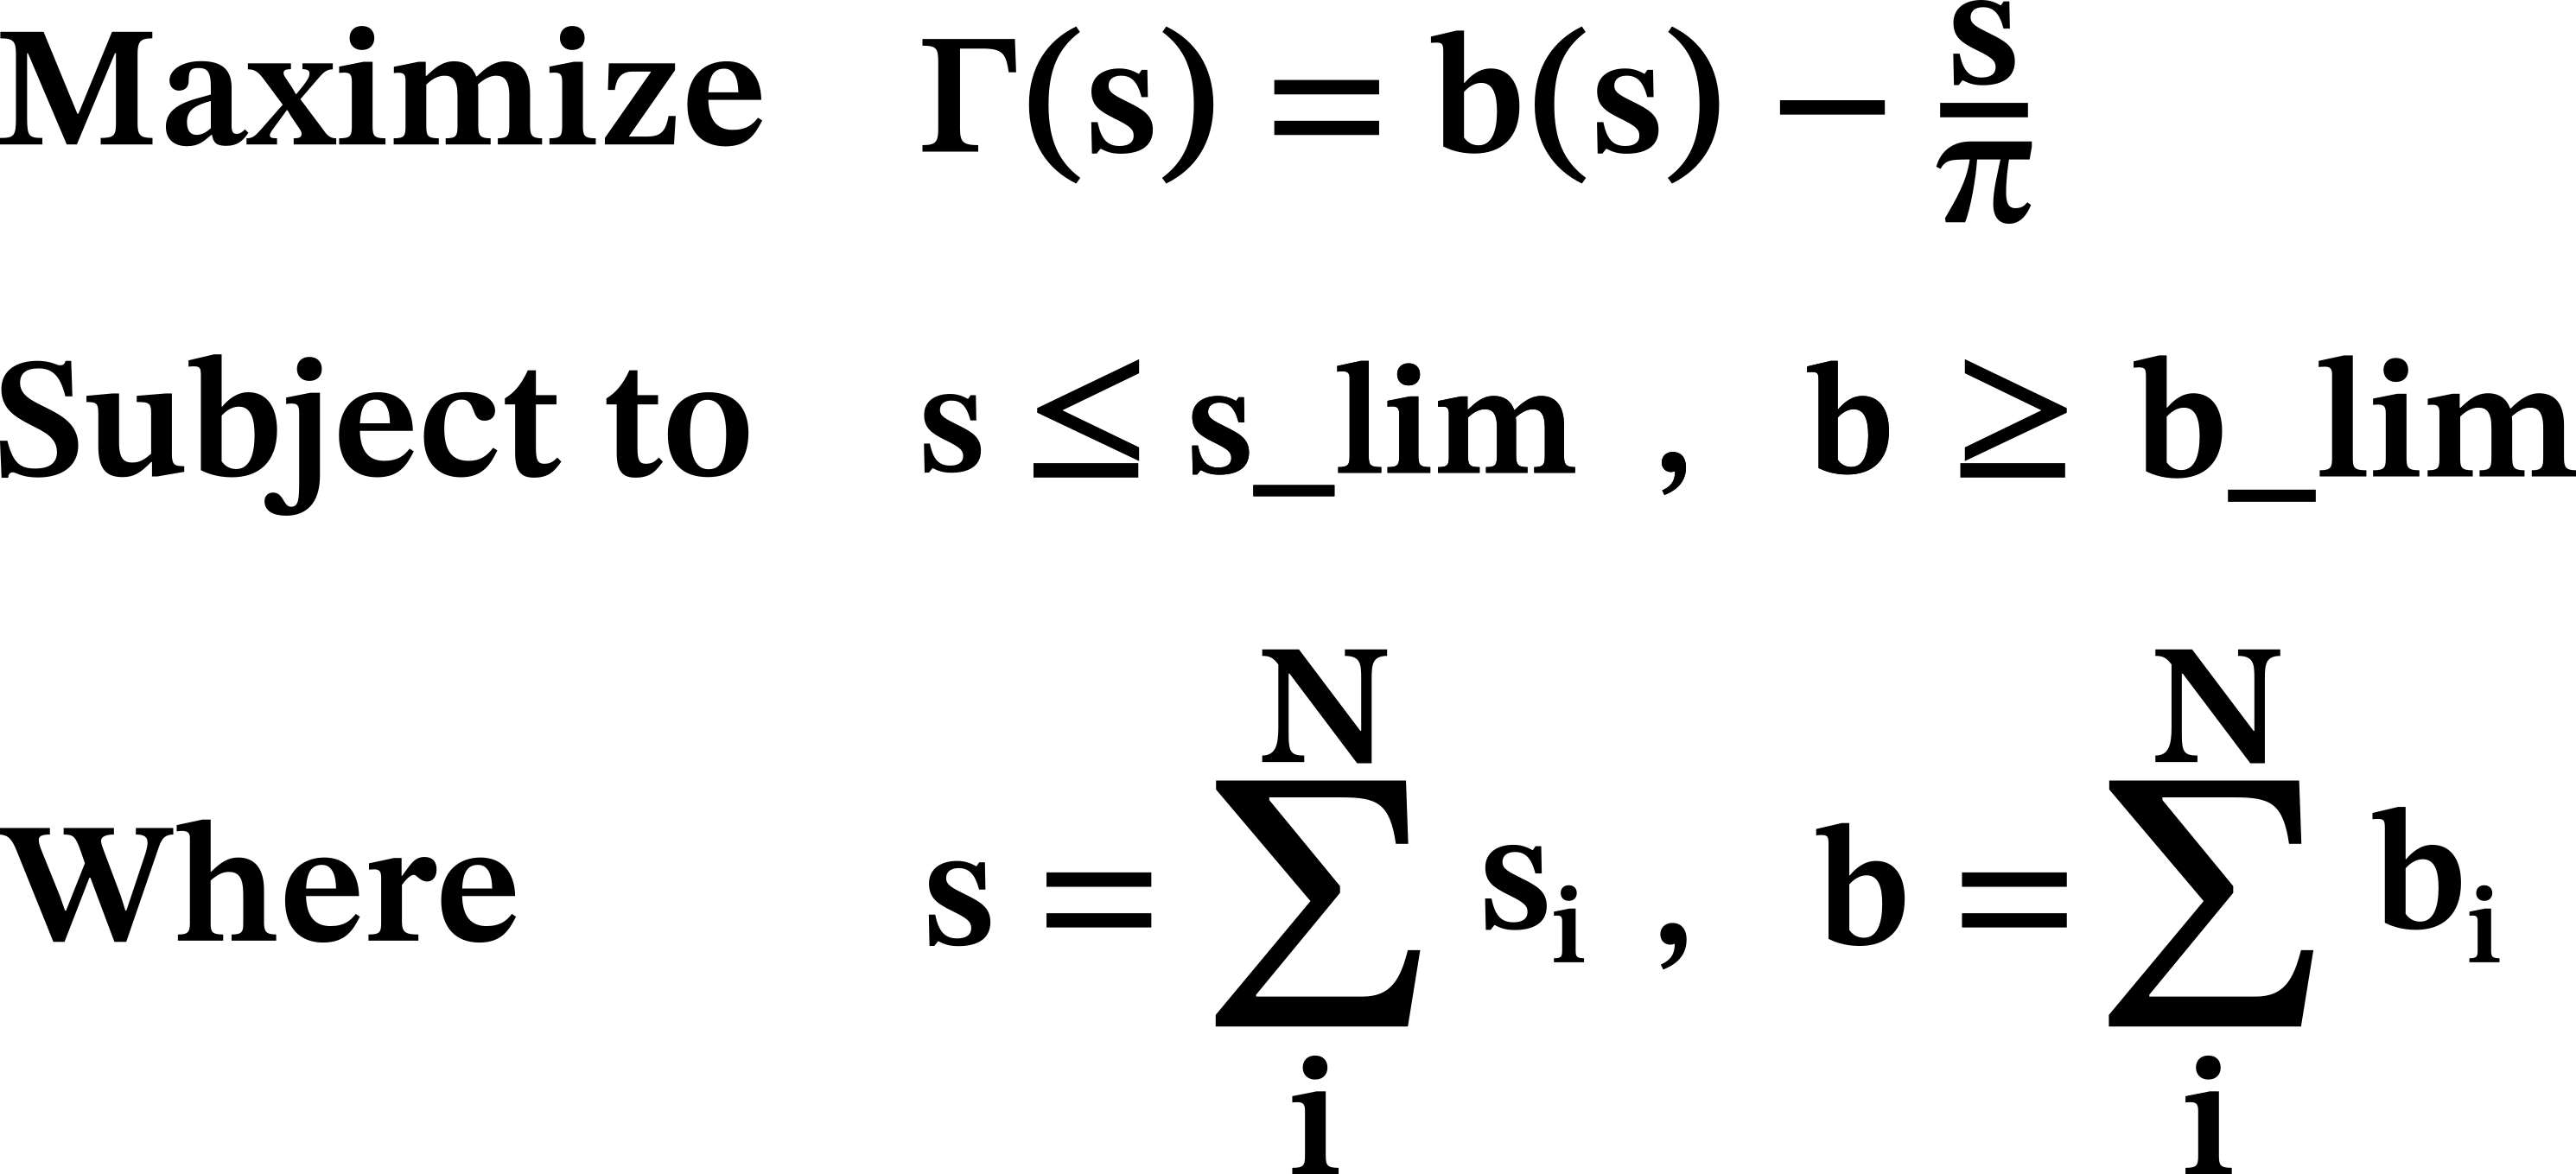 Maximize Γ(s) = b(s) − s/π
Subject to s ≤ s_lim , b ≥ b_lim
Where s = ∑_i^N s_i , b = ∑_i^N b_i